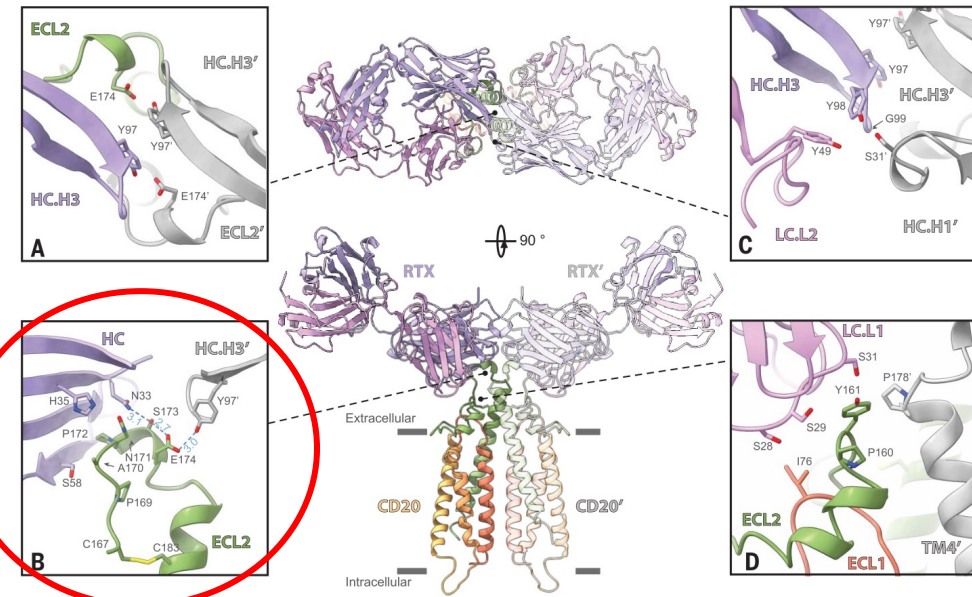 ECL2
HC.H3′
E174
Y97
Y97′
HC.H3
E174′
ECL2′
A
Y97′
HC.H3
Y97
HC.H3′
Y98
G99
Y49
S31′
LC.L2
HC.H1′
C
90 °
RTX
RTX′
Extracellular
CD20
CD20′
Intracellular
HC
HC.H3′
N33
H35
Y97′
3.1
S173
2.7
3.0
P172
N171
E174
A170
S58
P169
ECL2
C167
C183
B
LC.L1
S31
P178′
Y161
S29
S28
I76
P160
ECL2
TM4′
ECL1
D